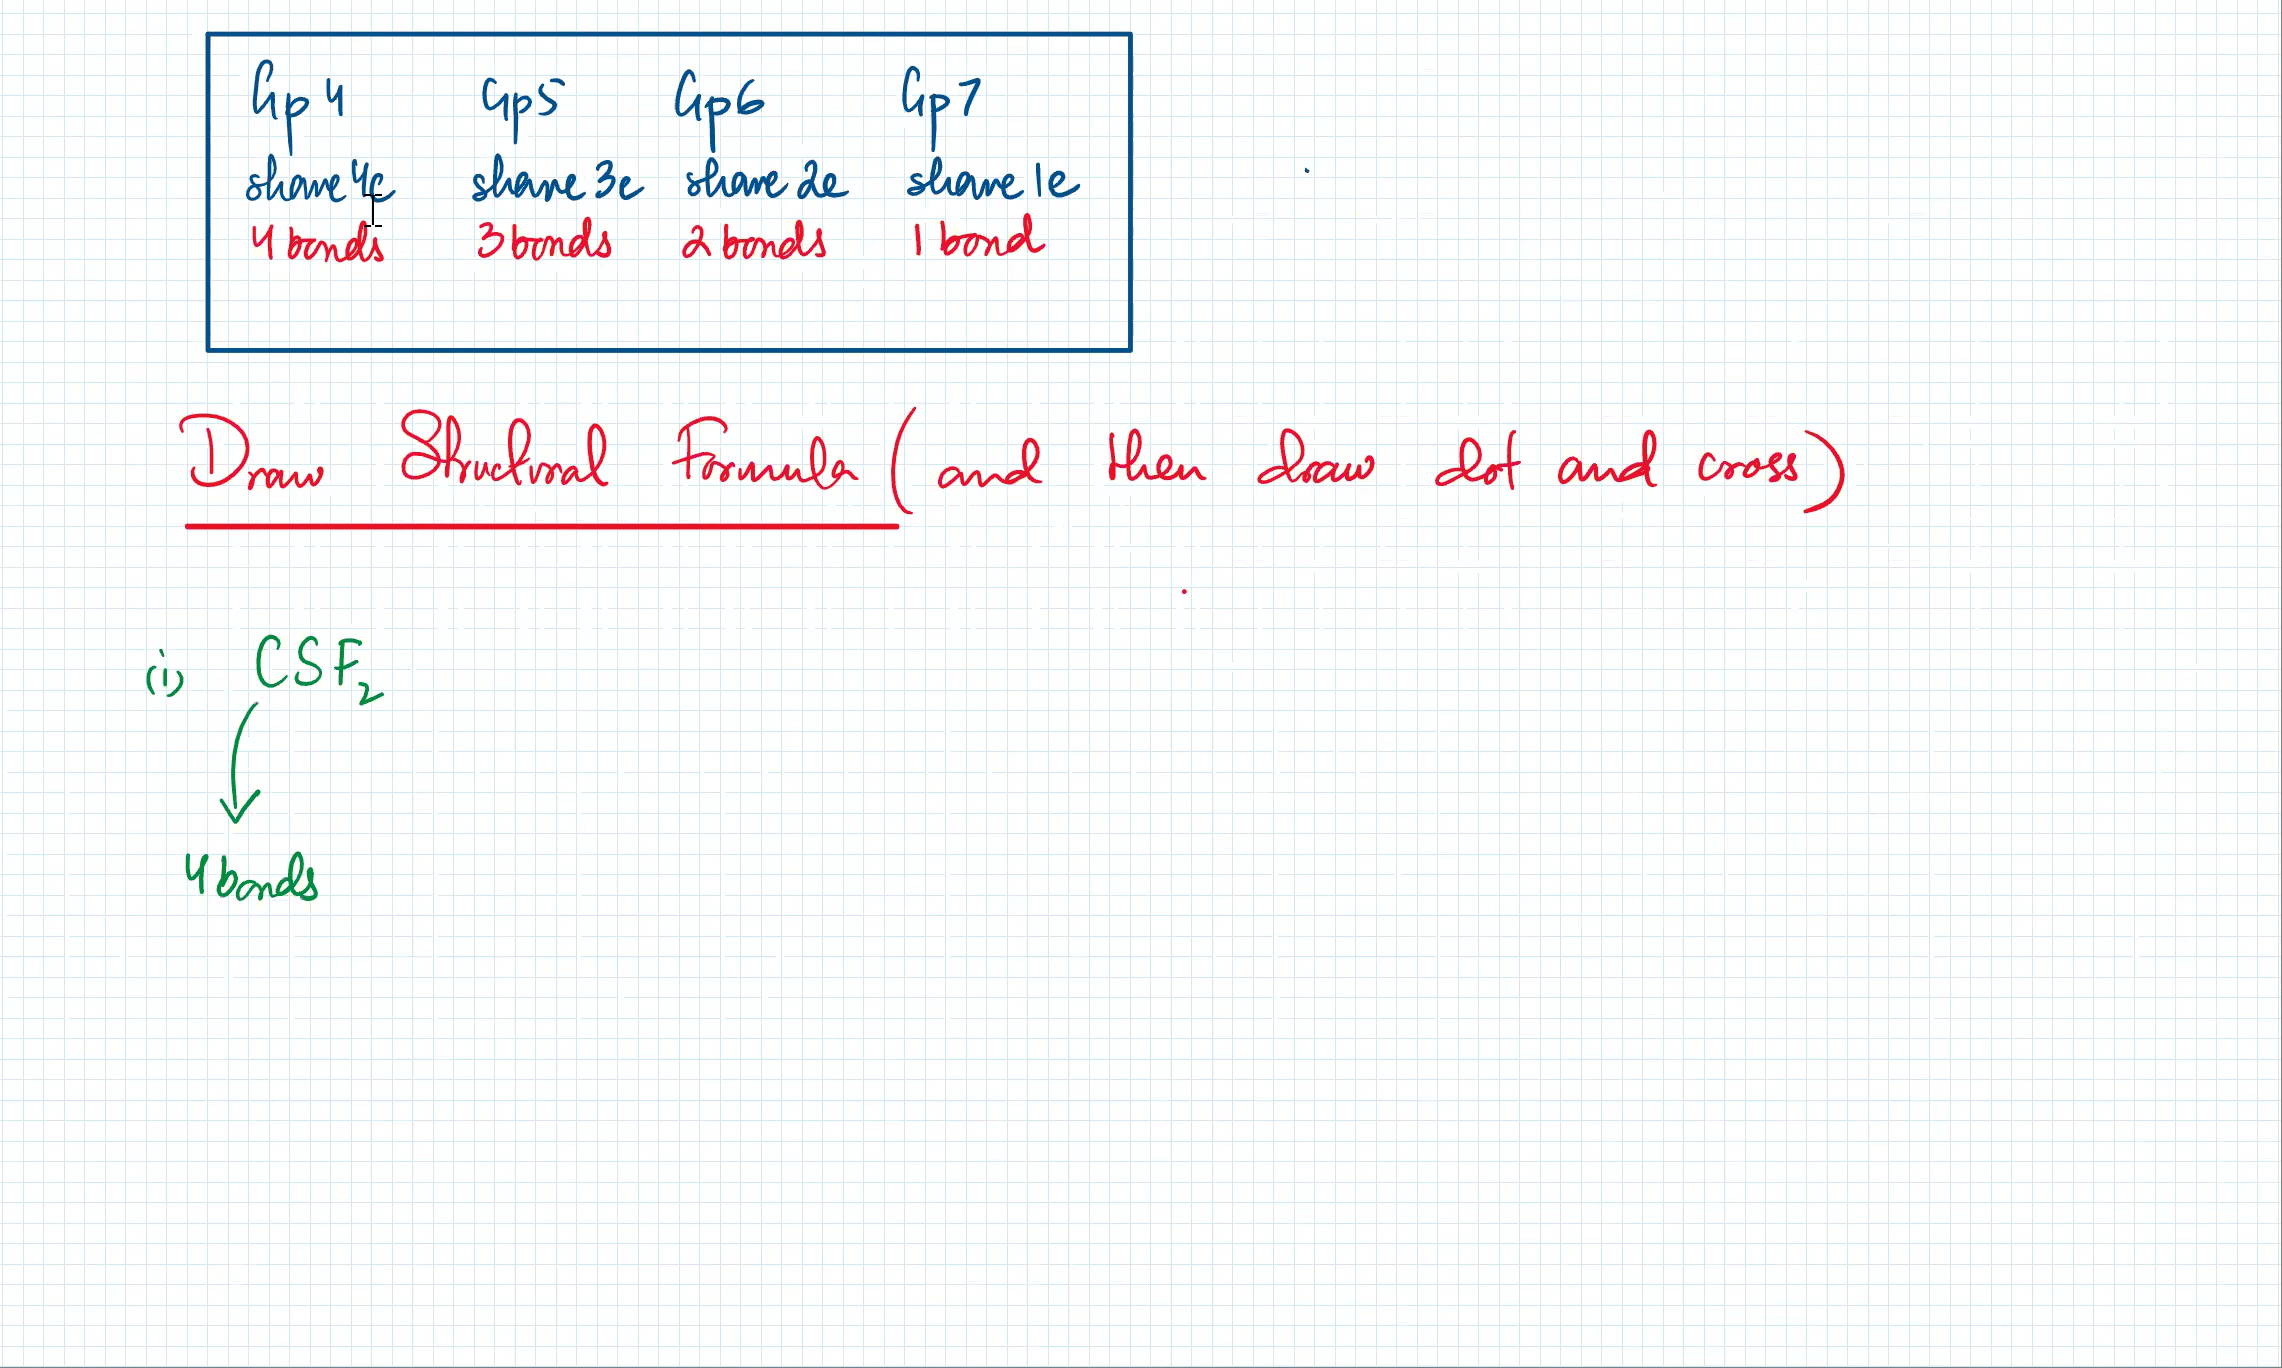 Gp 4 Gp5 Gp6 Gp7
share 4e share 3e share 2e share 1e
4 bonds 3 bonds 2 bonds 1 bond
Draw Structural Formula (and then draw dot and cross)
(i) CSF₂
4 bonds